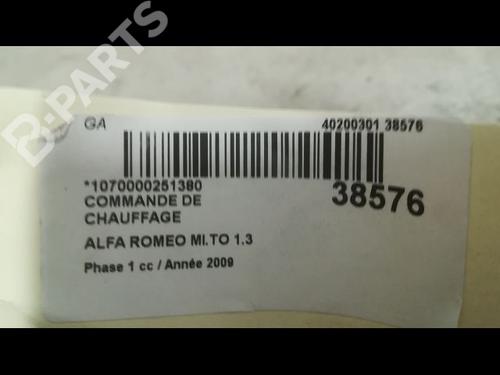 B-PARTS
GA
40200301 38576
*1070000251380
38576
COMMANDE DE
CHAUFFAGE
ALFA ROMEO MI.TO 1.3
Phase 1 cc / Année 2009